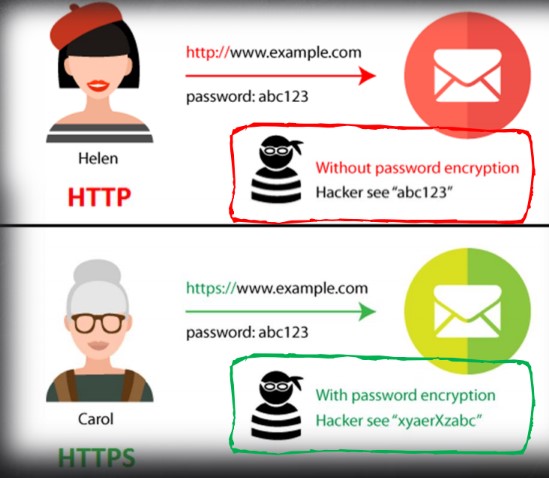 http://www.example.com
password: abc123
Helen
HTTP
Without password encryption
Hacker see "abc123"
https://www.example.com
password: abc123
Carol
HTTPS
With password encryption
Hacker see "xyaerXzabc"